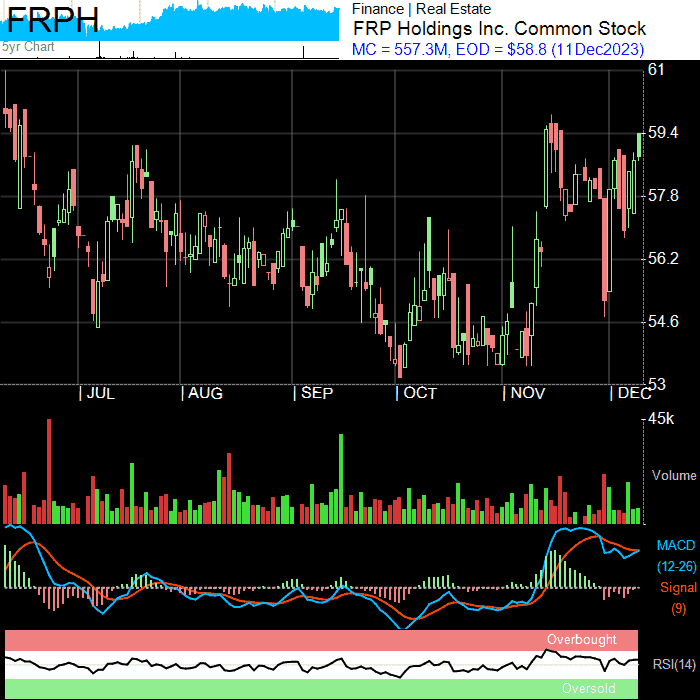 FRPH
5yr Chart
Finance | Real Estate
FRP Holdings Inc. Common Stock
MC = 557.3M, EOD = $58.8 (11Dec2023)
61
59.4
57.8
56.2
54.6
53
| JUL | AUG | SEP | OCT | NOV | DEC
45k
Volume
MACD
(12-26)
Signal
(9)
Overbought
RSI(14)
Oversold